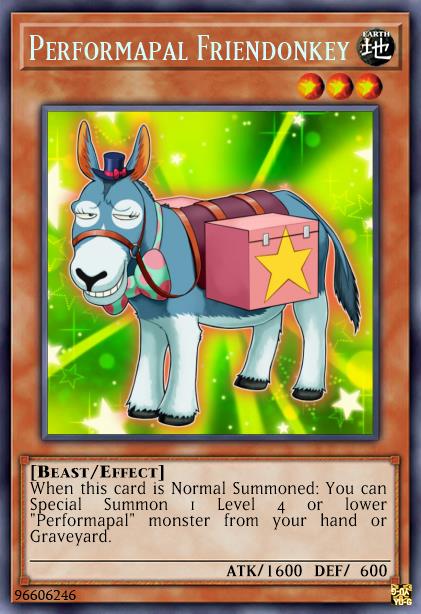 PERFORMAPAL FRIENDONKEY
EARTH
地
[BEAST/EFFECT]
When this card is Normal Summoned: You can
Special Summon 1 Level 4 or lower
"Performapal" monster from your hand or
Graveyard.
ATK/1600 DEF/ 600
96606246